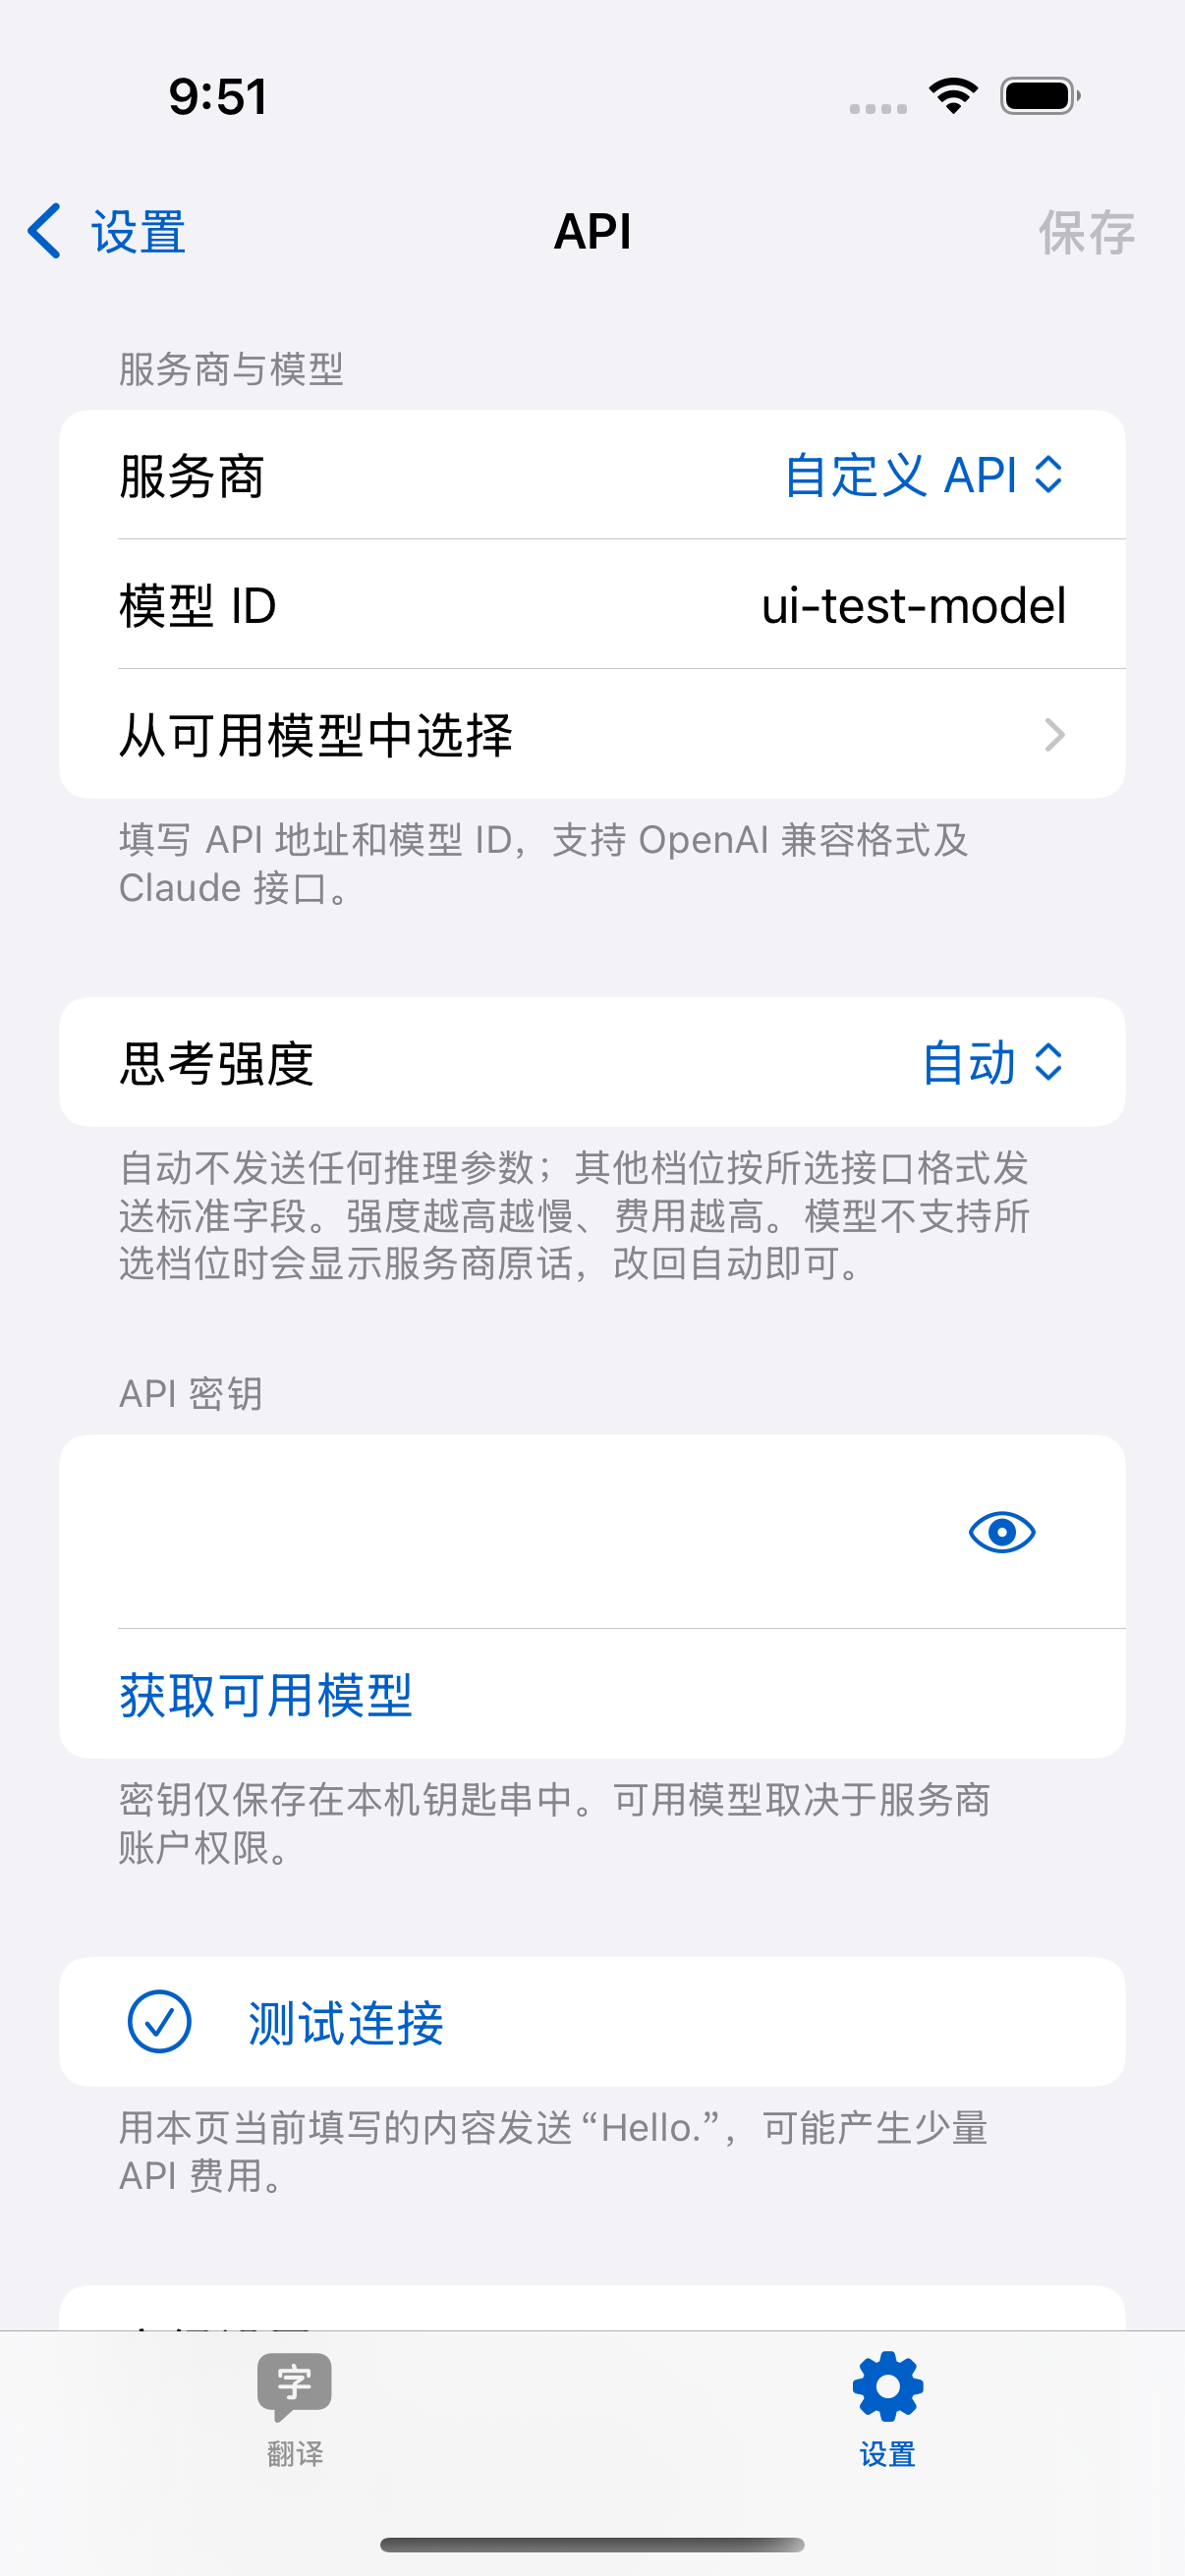 9:51
设置
API
保存
服务商与模型
服务商
自定义 API
模型 ID
ui-test-model
从可用模型中选择
填写 API 地址和模型 ID，支持 OpenAI 兼容格式及
Claude 接口。
思考强度
自动
自动不发送任何推理参数；其他档位按所选接口格式发
送标准字段。强度越高越慢、费用越高。模型不支持所
选档位时会显示服务商原话，改回自动即可。
API 密钥
获取可用模型
密钥仅保存在本机钥匙串中。可用模型取决于服务商
账户权限。
测试连接
用本页当前填写的内容发送 “Hello.”，可能产生少量
API 费用。
字
翻译
设置